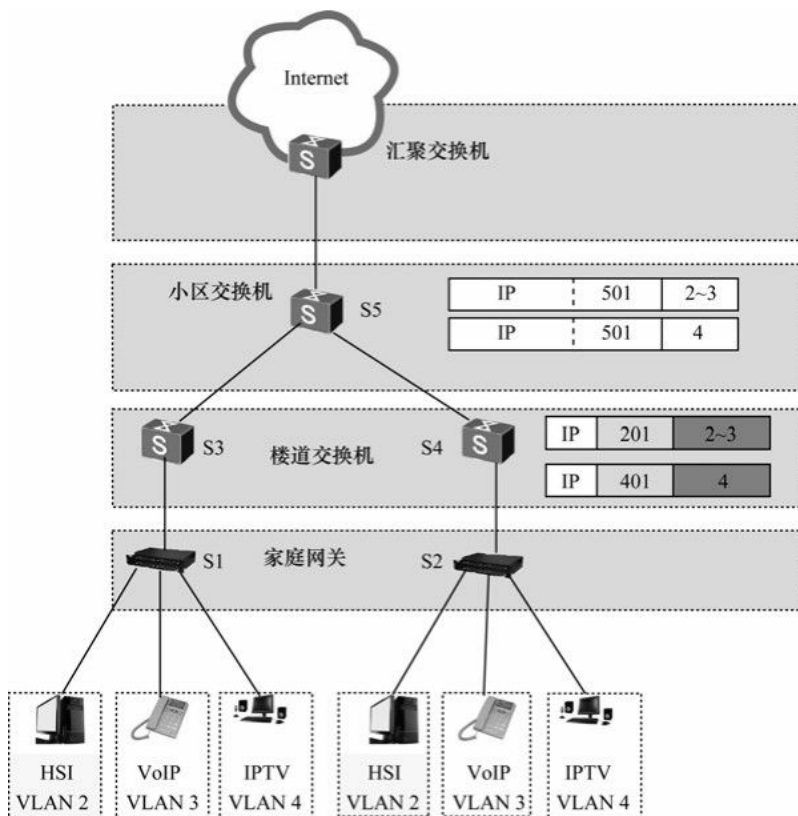 Internet
汇聚交换机
小区交换机
S5
IP 501 2~3
IP 501 4
S3
楼道交换机
S4
IP 201 2~3
IP 401 4
S1
家庭网关
S2
HSI VoIP IPTV HSI VoIP IPTV
VLAN 2 VLAN 3 VLAN 4 VLAN 2 VLAN 3 VLAN 4